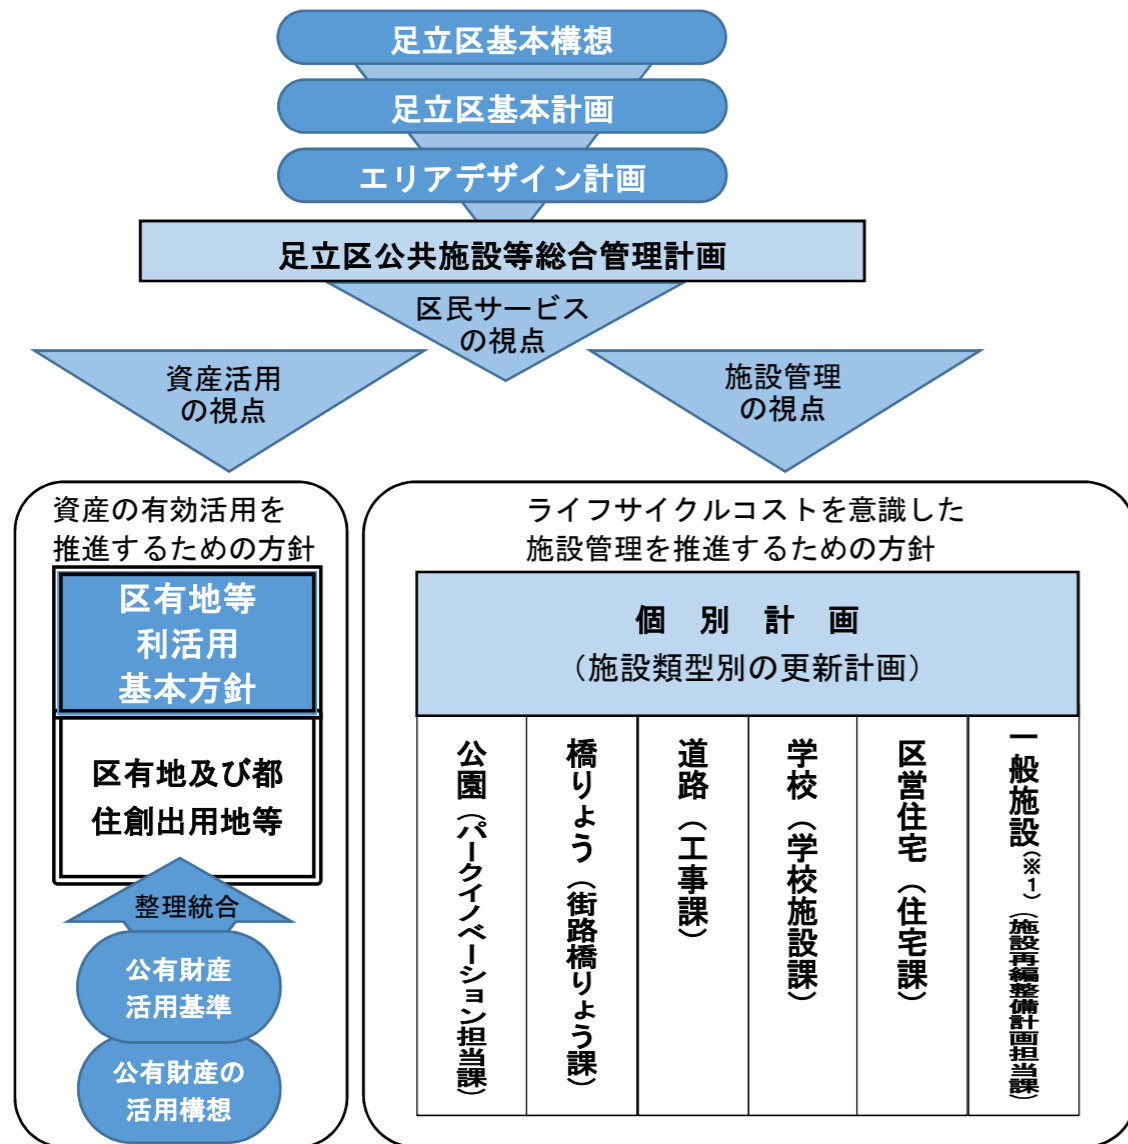 足立区基本構想
足立区基本計画
エリアデザイン計画
足立区公共施設等総合管理計画
区民サービス
の視点
資産活用
の視点
施設管理
の視点
資産の有効活用を
推進するための方針
区有地等
利活用
基本方針
区有地及び都
住創出用地等
整理統合
公有財産
活用基準
公有財産の
活用構想
ライフサイクルコストを意識した
施設管理を推進するための方針
個別計画
（施設類型別の更新計画）
公園（パークイノベーション担当課）
橋りょう（街路橋りょう課）
道路（工事課）
学校（学校施設課）
区営住宅（住宅課）
一般施設（※1）（施設再編整備計画担当課）